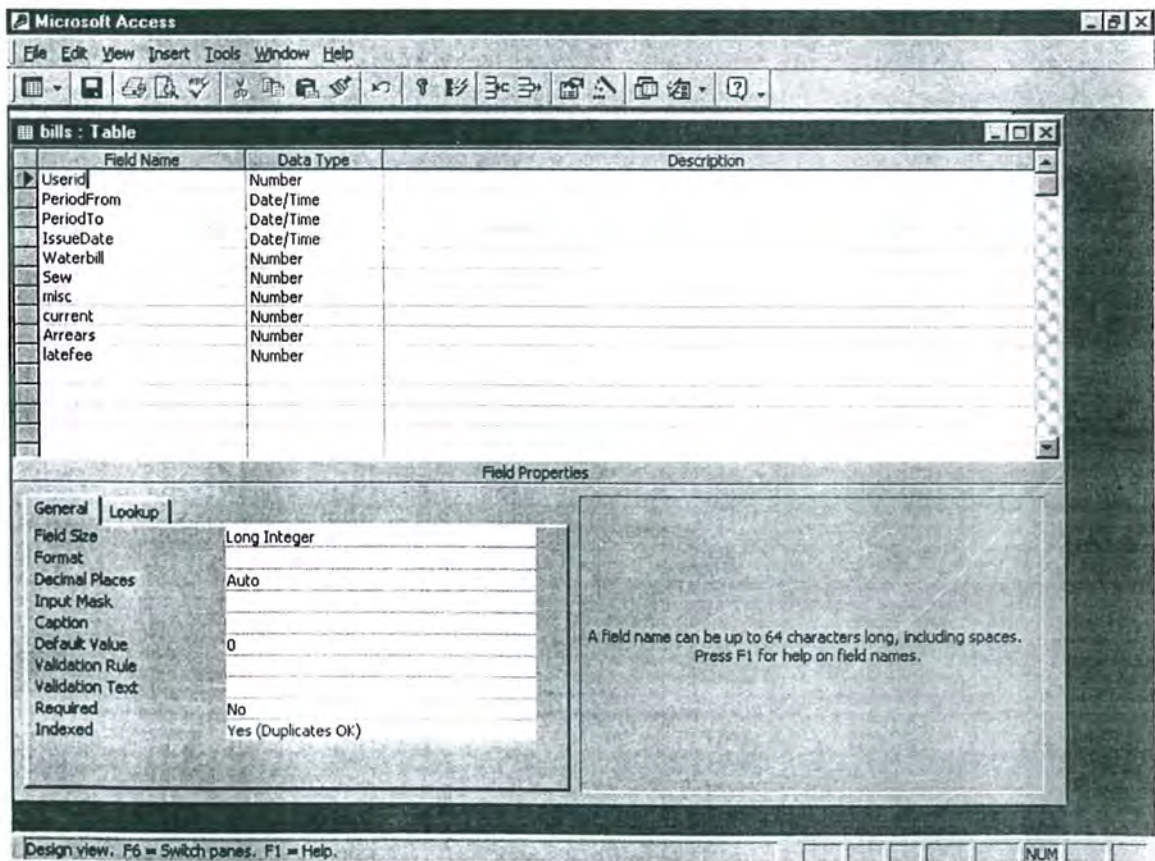 Microsoft Access
File Edit View Insert Tools Window Help
bills : Table
Field Name Data Type Description
Userid Number
PeriodFrom Date/Time
PeriodTo Date/Time
IssueDate Date/Time
Waterbill Number
Sew Number
misc Number
current Number
Arrears Number
latefee Number
Field Properties
General Lookup
Field Size Long Integer
Format
Decimal Places Auto
Input Mask
Caption
Default Value 0
Validation Rule
Validation Text
Required No
Indexed Yes (Duplicates OK)
A field name can be up to 64 characters long, including spaces.
Press F1 for help on field names.
Design view. F6 = Switch panes. F1 = Help. NUM